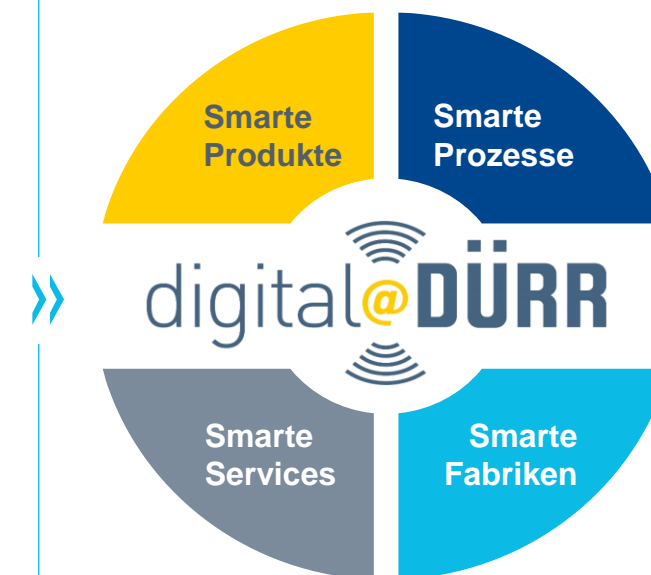 Smarte
Produkte
Smarte
Prozesse
digital@DÜRR
Smarte
Services
Smarte
Fabriken